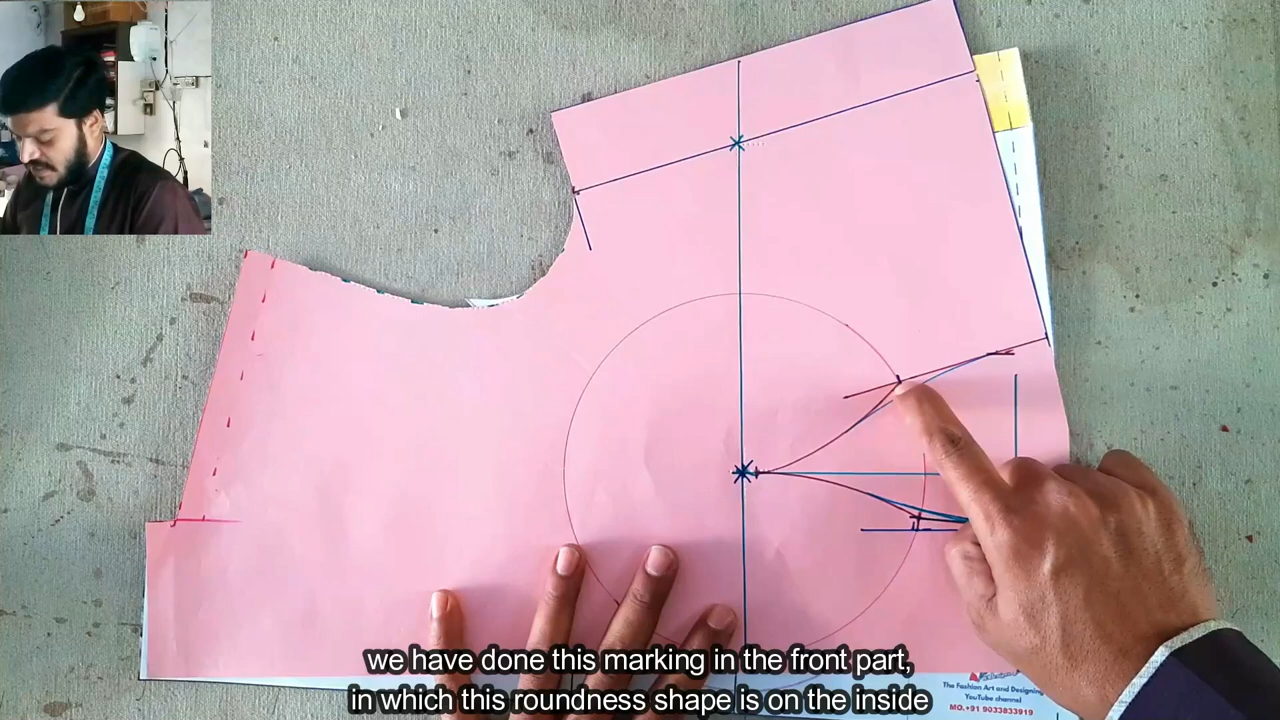 we have done this marking in the front part,
in which this roundness shape is on the inside
The Fashion Art and Designing
YouTube channel
MO.+91 9033833919